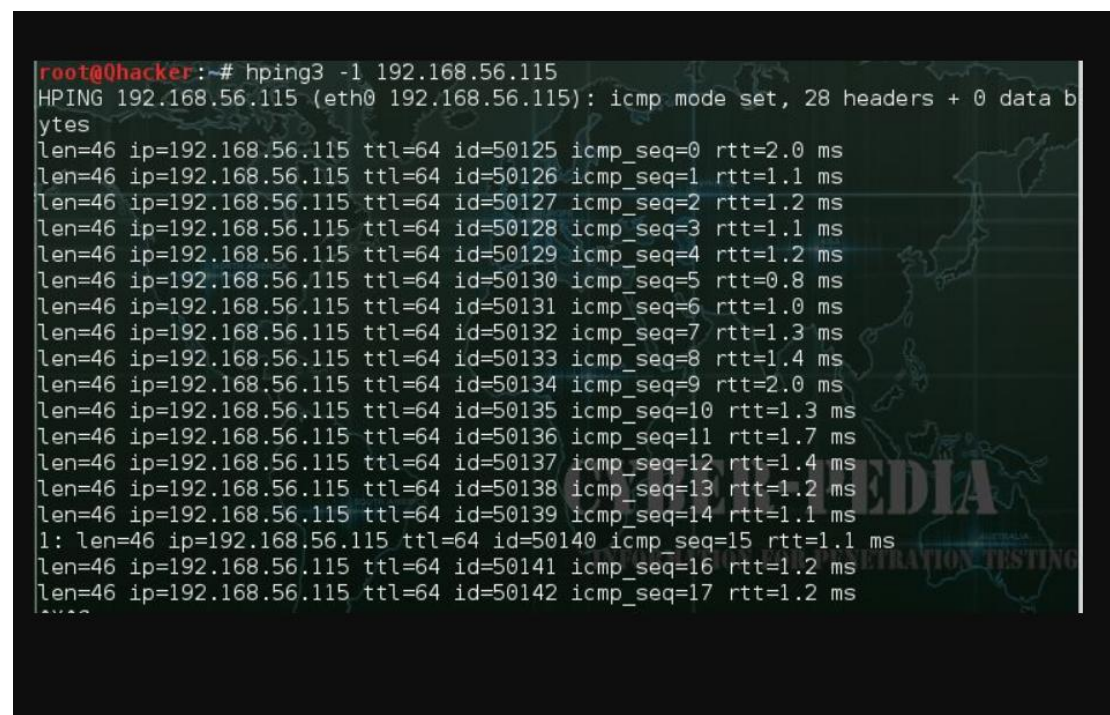 root@Qhacker:~# hping3 -1 192.168.56.115
HPING 192.168.56.115 (eth0 192.168.56.115): icmp mode set, 28 headers + 0 data b
ytes
len=46 ip=192.168.56.115 ttl=64 id=50125 icmp_seq=0 rtt=2.0 ms
len=46 ip=192.168.56.115 ttl=64 id=50126 icmp_seq=1 rtt=1.1 ms
len=46 ip=192.168.56.115 ttl=64 id=50127 icmp_seq=2 rtt=1.2 ms
len=46 ip=192.168.56.115 ttl=64 id=50128 icmp_seq=3 rtt=1.1 ms
len=46 ip=192.168.56.115 ttl=64 id=50129 icmp_seq=4 rtt=1.2 ms
len=46 ip=192.168.56.115 ttl=64 id=50130 icmp_seq=5 rtt=0.8 ms
len=46 ip=192.168.56.115 ttl=64 id=50131 icmp_seq=6 rtt=1.0 ms
len=46 ip=192.168.56.115 ttl=64 id=50132 icmp_seq=7 rtt=1.3 ms
len=46 ip=192.168.56.115 ttl=64 id=50133 icmp_seq=8 rtt=1.4 ms
len=46 ip=192.168.56.115 ttl=64 id=50134 icmp_seq=9 rtt=2.0 ms
len=46 ip=192.168.56.115 ttl=64 id=50135 icmp_seq=10 rtt=1.3 ms
len=46 ip=192.168.56.115 ttl=64 id=50136 icmp_seq=11 rtt=1.7 ms
len=46 ip=192.168.56.115 ttl=64 id=50137 icmp_seq=12 rtt=1.4 ms
len=46 ip=192.168.56.115 ttl=64 id=50138 icmp_seq=13 rtt=1.2 ms
len=46 ip=192.168.56.115 ttl=64 id=50139 icmp_seq=14 rtt=1.1 ms
1: len=46 ip=192.168.56.115 ttl=64 id=50140 icmp_seq=15 rtt=1.1 ms
len=46 ip=192.168.56.115 ttl=64 id=50141 icmp_seq=16 rtt=1.2 ms
len=46 ip=192.168.56.115 ttl=64 id=50142 icmp_seq=17 rtt=1.2 ms
CYBER-PEDIA
INFORMATION FOR PENETRATION TESTING
AUSTRALIA